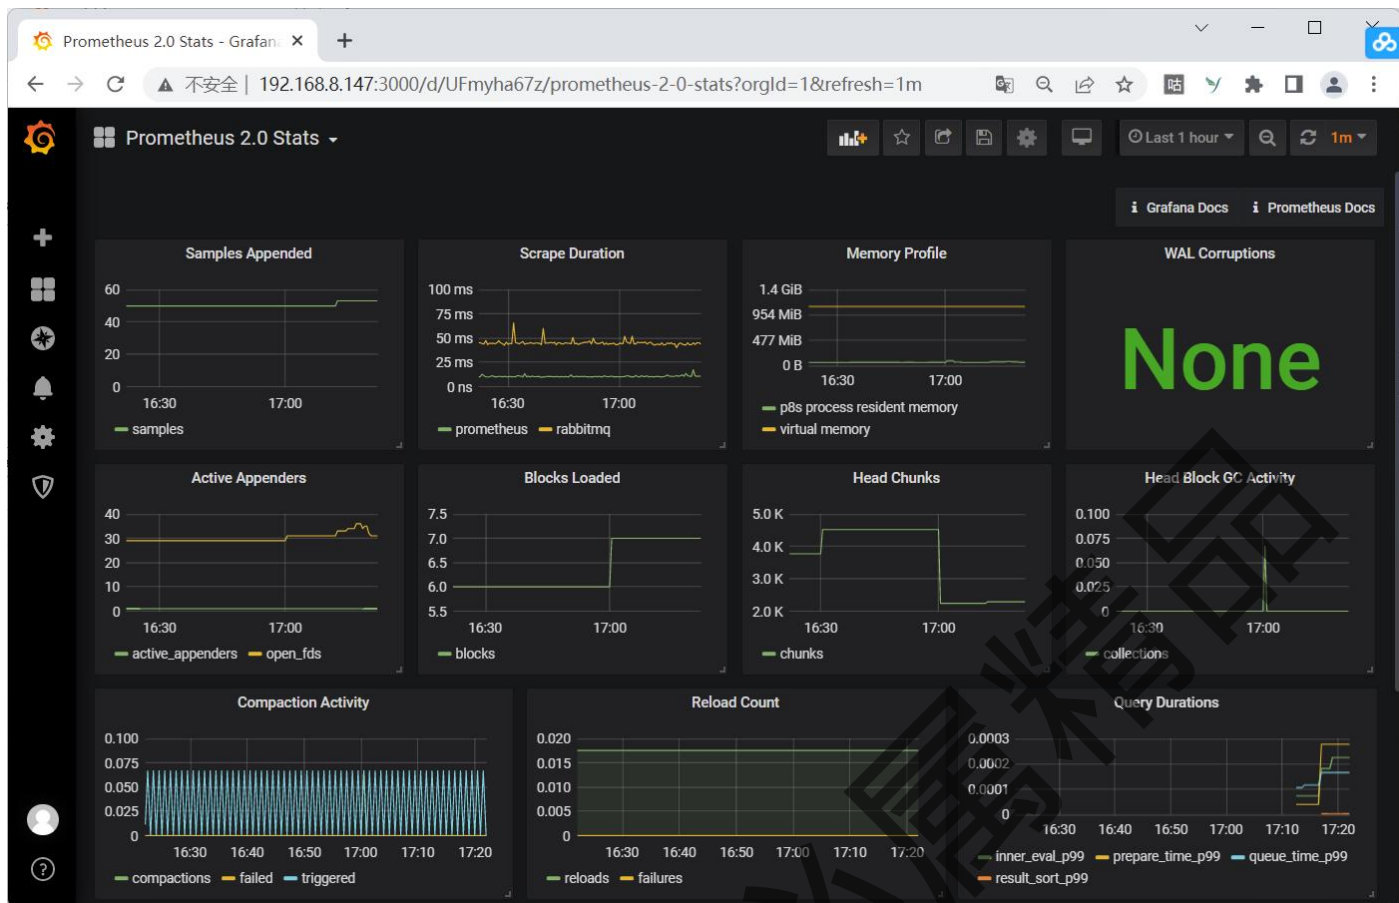 Prometheus 2.0 Stats - Grafan
不安全 | 192.168.8.147:3000/d/UFmyha67z/prometheus-2-0-stats?orgId=1&refresh=1m
咕
Prometheus 2.0 Stats
Last 1 hour
1m
i Grafana Docs
i Prometheus Docs
Samples Appended
60
40
20
0
16:30 17:00
samples
Scrape Duration
100 ms
75 ms
50 ms
25 ms
0 ns
16:30 17:00
prometheus rabbitmq
Memory Profile
1.4 GiB
954 MiB
477 MiB
0 B
16:30 17:00
p8s process resident memory
virtual memory
WAL Corruptions
None
Active Appenders
40
30
20
10
0
16:30 17:00
active_appenders open_fds
Blocks Loaded
7.5
7.0
6.5
6.0
5.5
16:30 17:00
blocks
Head Chunks
5.0 K
4.0 K
3.0 K
2.0 K
16:30 17:00
chunks
Head Block GC Activity
0.100
0.075
0.050
0.025
0
16:30 17:00
collections
Compaction Activity
0.100
0.075
0.050
0.025
0
16:30 16:40 16:50 17:00 17:10 17:20
compactions failed triggered
Reload Count
0.020
0.015
0.010
0.005
0
16:30 16:40 16:50 17:00 17:10 17:20
reloads failures
Query Durations
0.0003
0.0002
0.0001
0
16:30 16:40 16:50 17:00 17:10 17:20
inner_eval_p99 prepare_time_p99 queue_time_p99
result_sort_p99
属精品